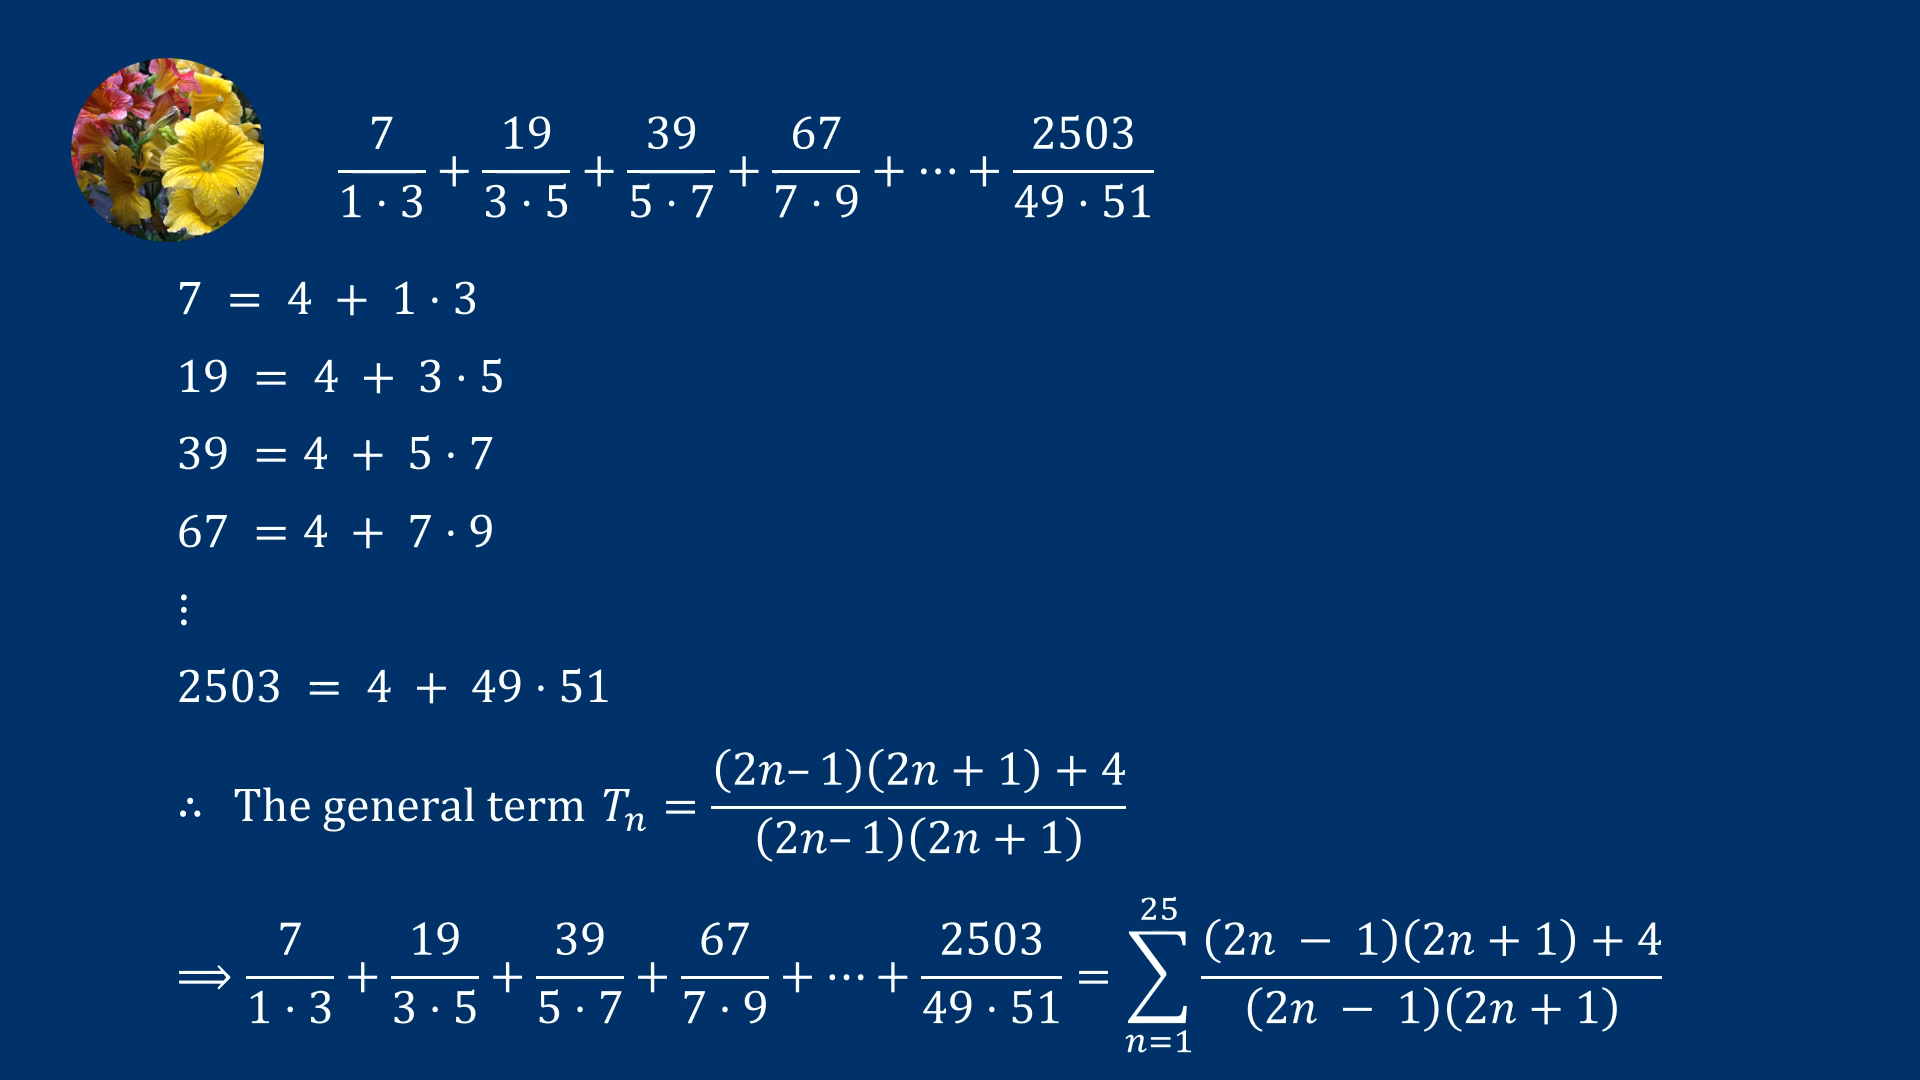 7/(1 · 3) + 19/(3 · 5) + 39/(5 · 7) + 67/(7 · 9) + ⋯ + 2503/(49 · 51)
7 = 4 + 1 · 3
19 = 4 + 3 · 5
39 = 4 + 5 · 7
67 = 4 + 7 · 9
⋮
2503 = 4 + 49 · 51
∴ The general term Tₙ = ((2n– 1)(2n + 1) + 4)/((2n– 1)(2n + 1))
⟹ 7/(1 · 3) + 19/(3 · 5) + 39/(5 · 7) + 67/(7 · 9) + ⋯ + 2503/(49 · 51) = ∑_{n=1}^{25} ((2n − 1)(2n + 1) + 4)/((2n − 1)(2n + 1))